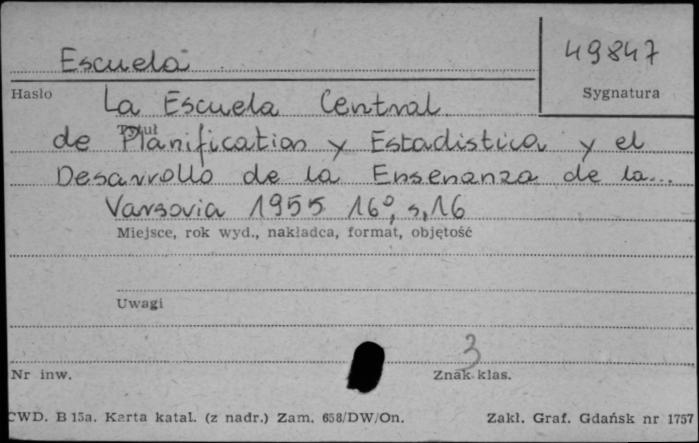 Escuela
49847
Hasło
Sygnatura
La Escuela Central
Tytuł
de Planification y Estadistica y el
Desarrollo de la Ensenanza de la...
Varsovia 1955 16°, s, 16
Miejsce, rok wyd., nakładca, format, objętość
Uwagi
3
Nr inw.
Znak klas.
CWD. B 15a. Karta katal. (z nadr.) Zam. 658/DW/On.
Zakł. Graf. Gdańsk nr 1757